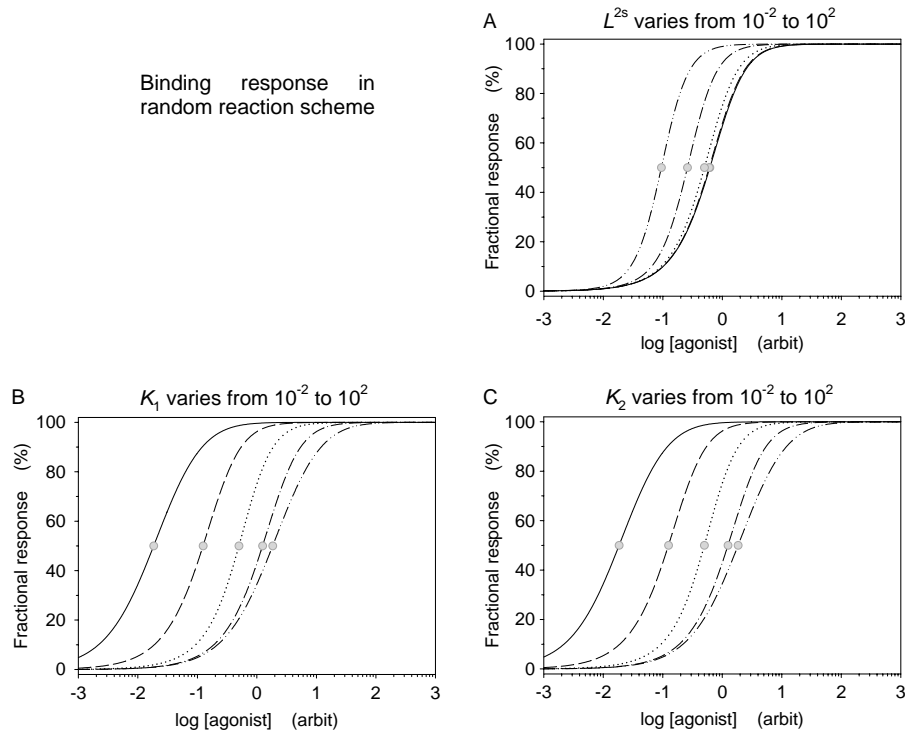 A
L^2s varies from 10^-2 to 10^2
Binding response in
random reaction scheme
Fractional response (%)
100
80
60
40
20
0
-3 -2 -1 0 1 2 3
log [agonist] (arbit)
B
K_1 varies from 10^-2 to 10^2
Fractional response (%)
100
80
60
40
20
0
-3 -2 -1 0 1 2 3
log [agonist] (arbit)
C
K_2 varies from 10^-2 to 10^2
Fractional response (%)
100
80
60
40
20
0
-3 -2 -1 0 1 2 3
log [agonist] (arbit)